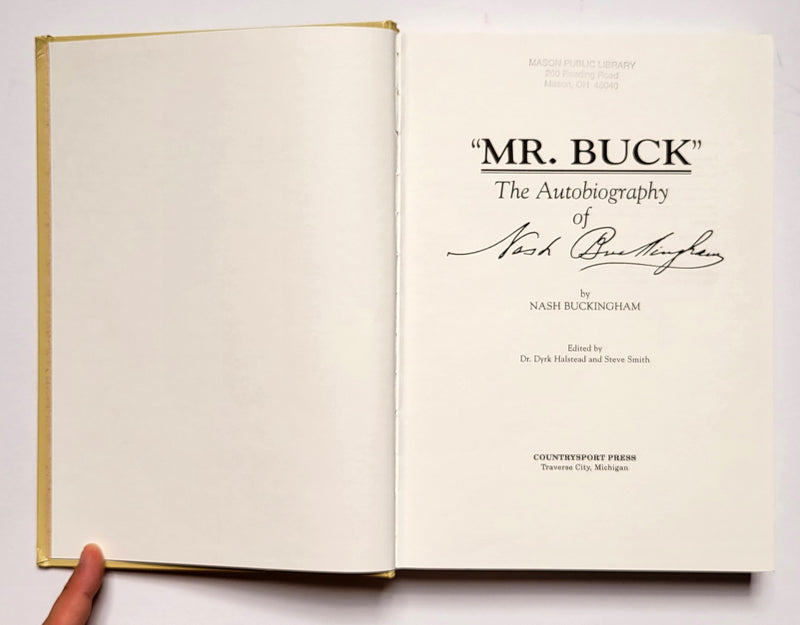 MASON PUBLIC LIBRARY
200 Reading Road
Mason, OH 45040
“MR. BUCK”
The Autobiography
of
Nash Buckingham
by
NASH BUCKINGHAM
Edited by
Dr. Dyrk Halstead and Steve Smith
COUNTRYSPORT PRESS
Traverse City, Michigan